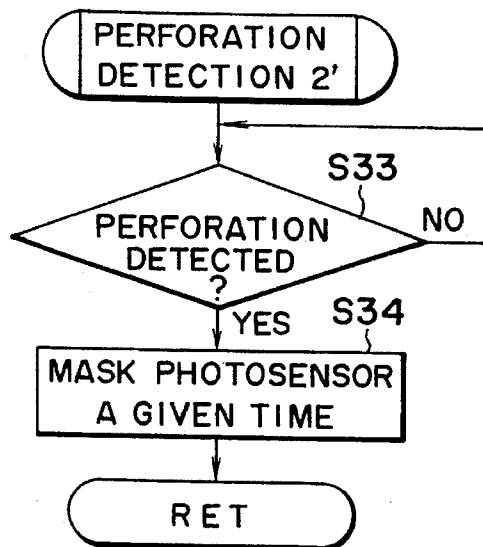 PERFORATION
DETECTION 2'
S33
PERFORATION
DETECTED
?
NO
YES
S34
MASK PHOTOSENSOR
A GIVEN TIME
RET